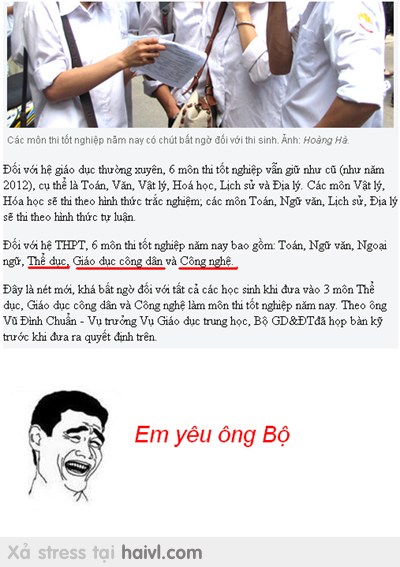 Các môn thi tốt nghiệp năm nay có chút bất ngờ đối với thi sinh. Ảnh: Hoàng Hà.
Đối với hệ giáo dục thường xuyên, 6 môn thi tốt nghiệp vẫn giữ như cũ (như năm
2012), cụ thể là Toán, Văn, Vật lý, Hoá học, Lịch sử và Địa lý. Các môn Vật lý,
Hóa học sẽ thi theo hình thức trắc nghiệm; các môn Toán, Ngữ văn, Lịch sử, Địa lý
sẽ thi theo hình thức tự luận.
Đối với hệ THPT, 6 môn thi tốt nghiệp năm nay bao gồm: Toán, Ngữ văn, Ngoại
ngữ, Thể dục, Giáo dục công dân và Công nghệ.
Đây là nét mới, khá bất ngờ đối với tất cả các học sinh khi đưa vào 3 môn Thể
dục, Giáo dục công dân và Công nghệ làm môn thi tốt nghiệp năm nay. Theo ông
Vũ Đình Chuẩn - Vụ trưởng Vụ Giáo dục trung học, Bộ GD&ĐTđã họp bàn kỹ
trước khi đưa ra quyết định trên.
Em yêu ông Bộ
Xả stress tại haivl.com